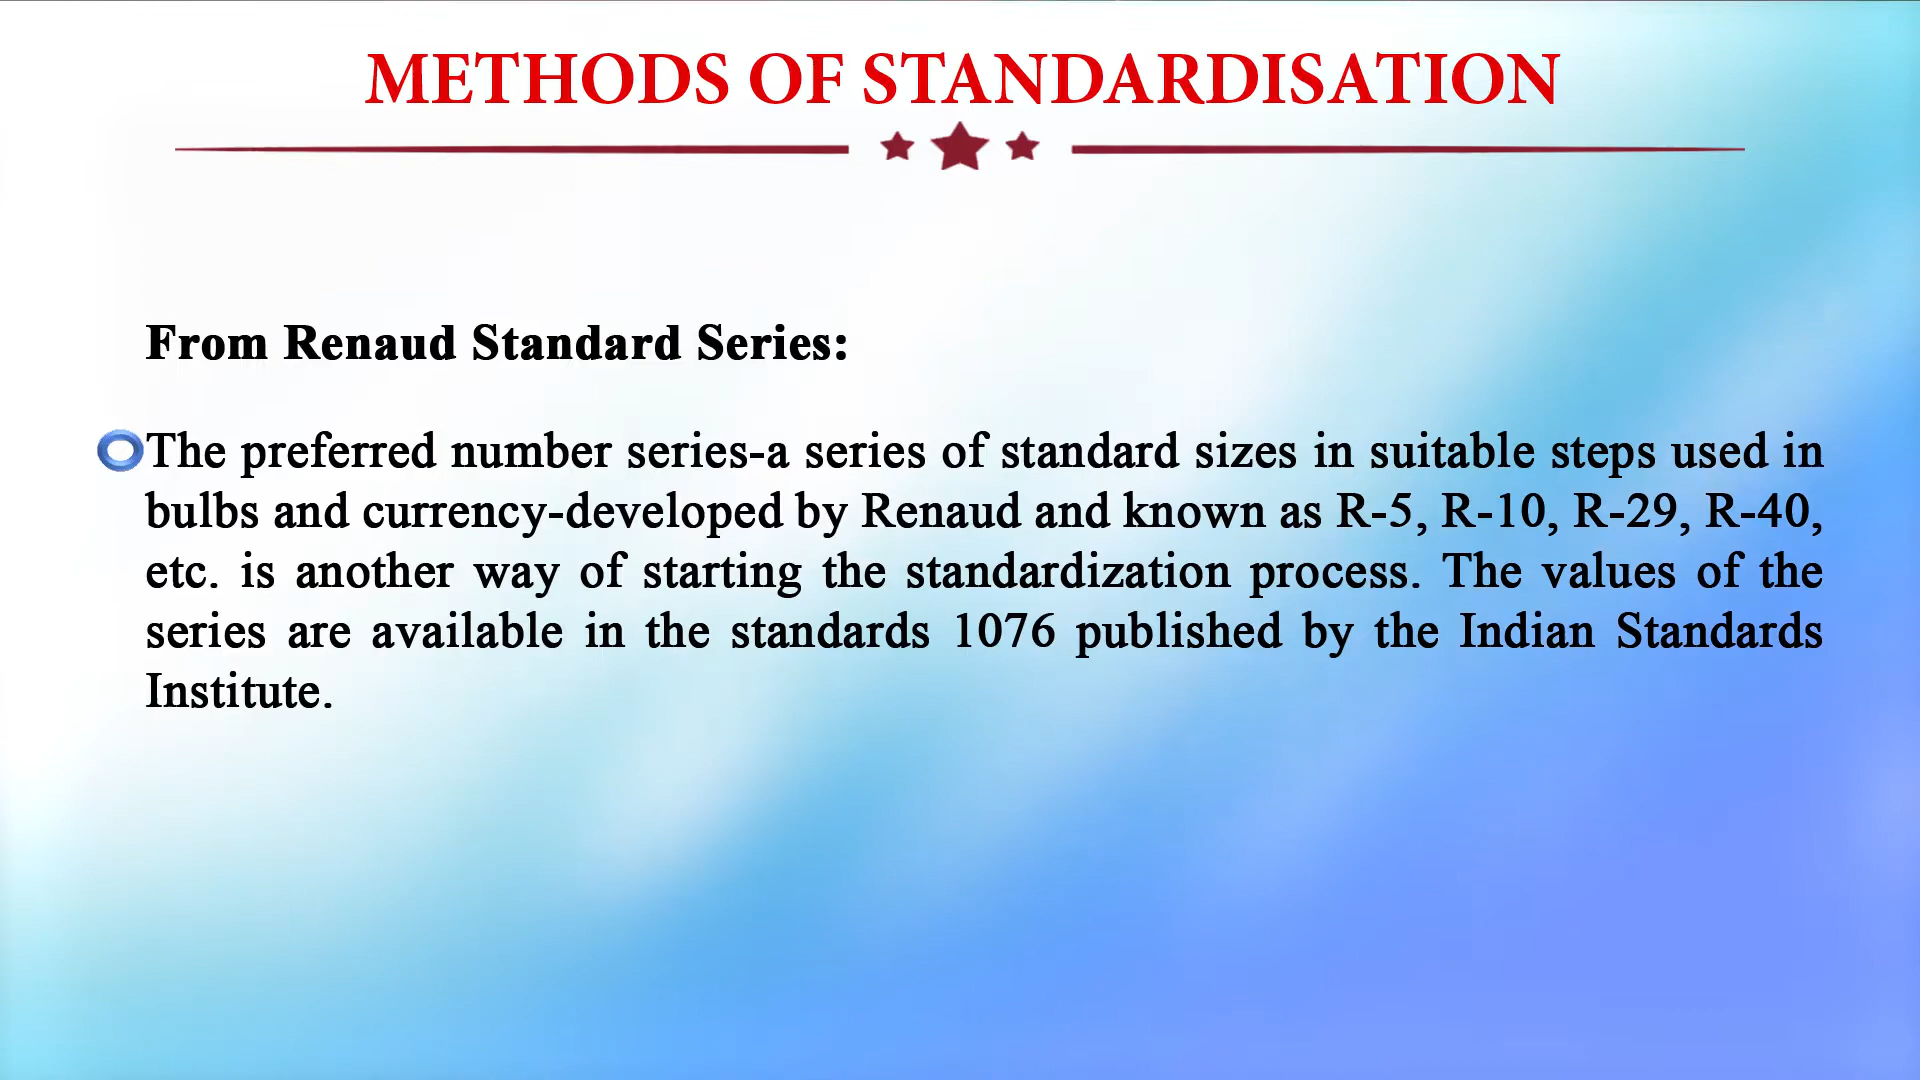 METHODS OF STANDARDISATION
From Renaud Standard Series:
The preferred number series-a series of standard sizes in suitable steps used in
bulbs and currency-developed by Renaud and known as R-5, R-10, R-29, R-40,
etc. is another way of starting the standardization process. The values of the
series are available in the standards 1076 published by the Indian Standards
Institute.